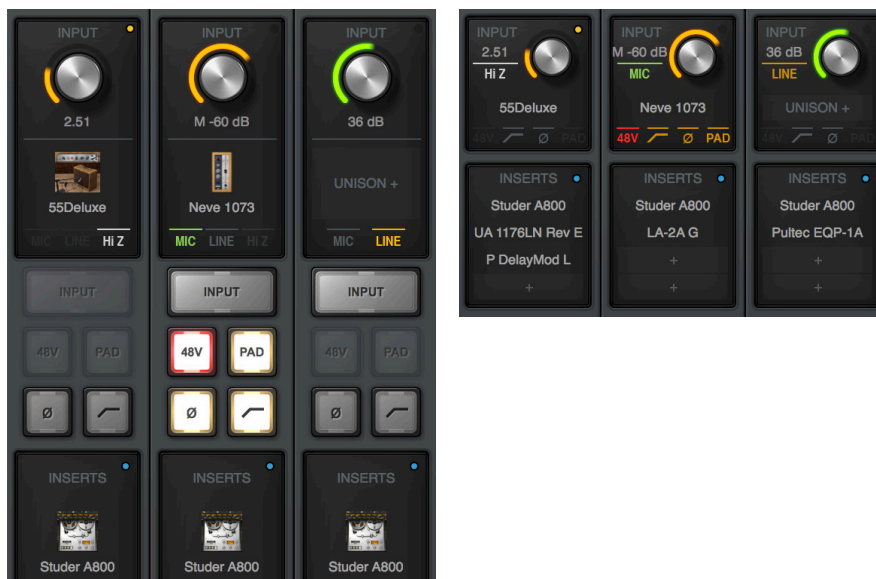 INPUT INPUT INPUT
2.51 M -60 dB 36 dB
UNISON +
55Deluxe Neve 1073
MIC LINE Hi Z MIC LINE Hi Z MIC LINE
INPUT INPUT INPUT
48V PAD 48V PAD 48V PAD
Ø Ø Ø
INSERTS INSERTS INSERTS
Studer A800 Studer A800 Studer A800
INPUT INPUT INPUT
2.51 M -60 dB 36 dB
Hi Z MIC LINE
55Deluxe Neve 1073 UNISON +
48V Ø PAD 48V Ø PAD 48V Ø PAD
INSERTS INSERTS INSERTS
Studer A800 Studer A800 Studer A800
UA 1176LN Rev E LA-2A G Pultec EQP-1A
P DelayMod L + +
+ + +